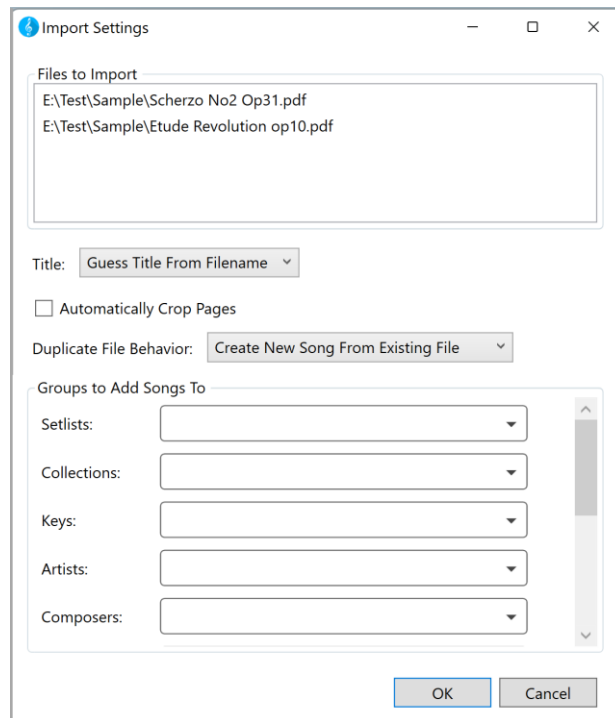 Import Settings
Files to Import
E:\Test\Sample\Scherzo No2 Op31.pdf
E:\Test\Sample\Etude Revolution op10.pdf
Title: Guess Title From Filename
Automatically Crop Pages
Duplicate File Behavior: Create New Song From Existing File
Groups to Add Songs To
Setlists:
Collections:
Keys:
Artists:
Composers:
OK Cancel